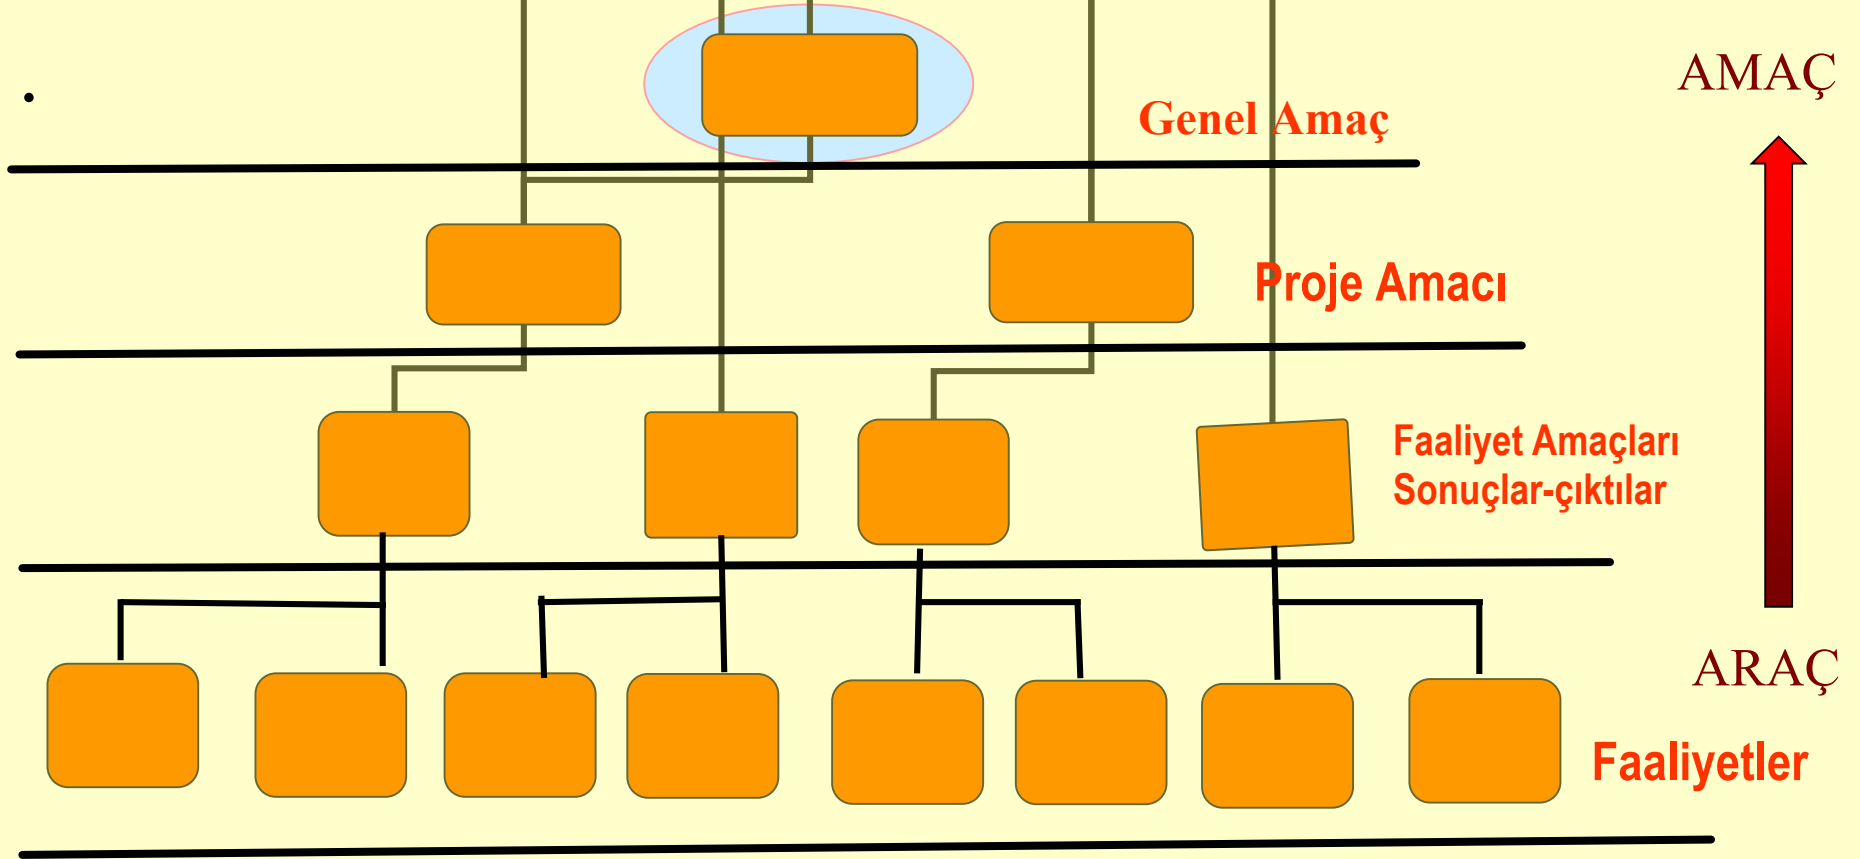 AMAÇ
.
Genel Amaç
Proje Amacı
Faaliyet Amaçları
Sonuçlar-çıktılar
ARAÇ
Faaliyetler